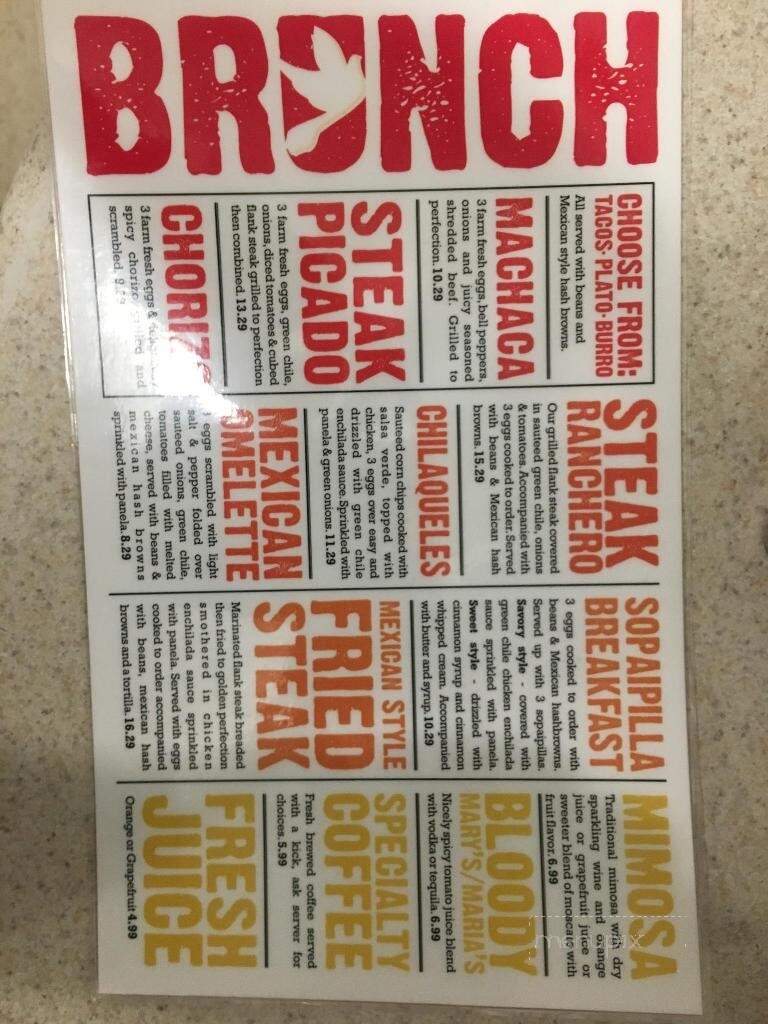 BRUNCH
CHOOSE FROM:
TACOS· PLATO· BURRO
All served with beans and
Mexican style hash browns.
MACHACA
3 farm fresh eggs, bell peppers,
onions and juicy seasoned
shredded beef. Grilled to
perfection. 10.29
STEAK
PICADO
3 farm fresh eggs, green chile,
onions, diced tomatoes & cubed
flank steak grilled to perfection
then combined. 13.29
CHORIZO
3 farm fresh eggs &
spicy chorizo grilled and
scrambled.
STEAK
RANCHERO
Our grilled flank steak covered
in sauteed green chile, onions
& tomatoes. Accompanied with
3 eggs cooked to order. Served
with beans & Mexican hash
browns. 15.29
CHILAQUELES
Sauteed corn chips cooked with
salsa verde, topped with
chicken, 3 eggs over easy and
drizzled with green chile
enchilada sauce. Sprinkled with
panela & green onions. 11.29
MEXICAN
OMELETTE
3 eggs scrambled with light
salt & pepper folded over
sauteed onions, green chile,
tomatoes filled with melted
cheese, served with beans &
mexican hash browns
sprinkled with panela. 8.29
SOPAIPILLA
BREAKFAST
3 eggs cooked to order with
beans & Mexican hashbrowns.
Served up with 3 sopaipillas.
Savory style - covered with
green chile chicken enchilada
sauce sprinkled with panela.
Sweet style - drizzled with
cinnamon syrup and cinnamon
whipped cream. Accompanied
with butter and syrup. 10.29
MEXICAN STYLE
FRIED
STEAK
Marinated flank steak breaded
then fried to golden perfection
smothered in chicken
enchilada sauce sprinkled
with panela. Served with eggs
cooked to order accompanied
with beans, mexican hash
browns and a tortilla. 16.29
MIMOSA
Traditional mimosa with dry
sparkling wine and orange
juice or grapefruit juice or
sweeter blend of moscato with
fruit flavor. 6.99
BLOODY
MARY'S/MARIA'S
Nicely spicy tomato juice blend
with vodka or tequila. 6.99
SPECIALTY
COFFEE
Fresh brewed coffee served
with a kick, ask server for
choices. 5.99
FRESH
JUICE
Orange or Grapefruit 4.99
menupix